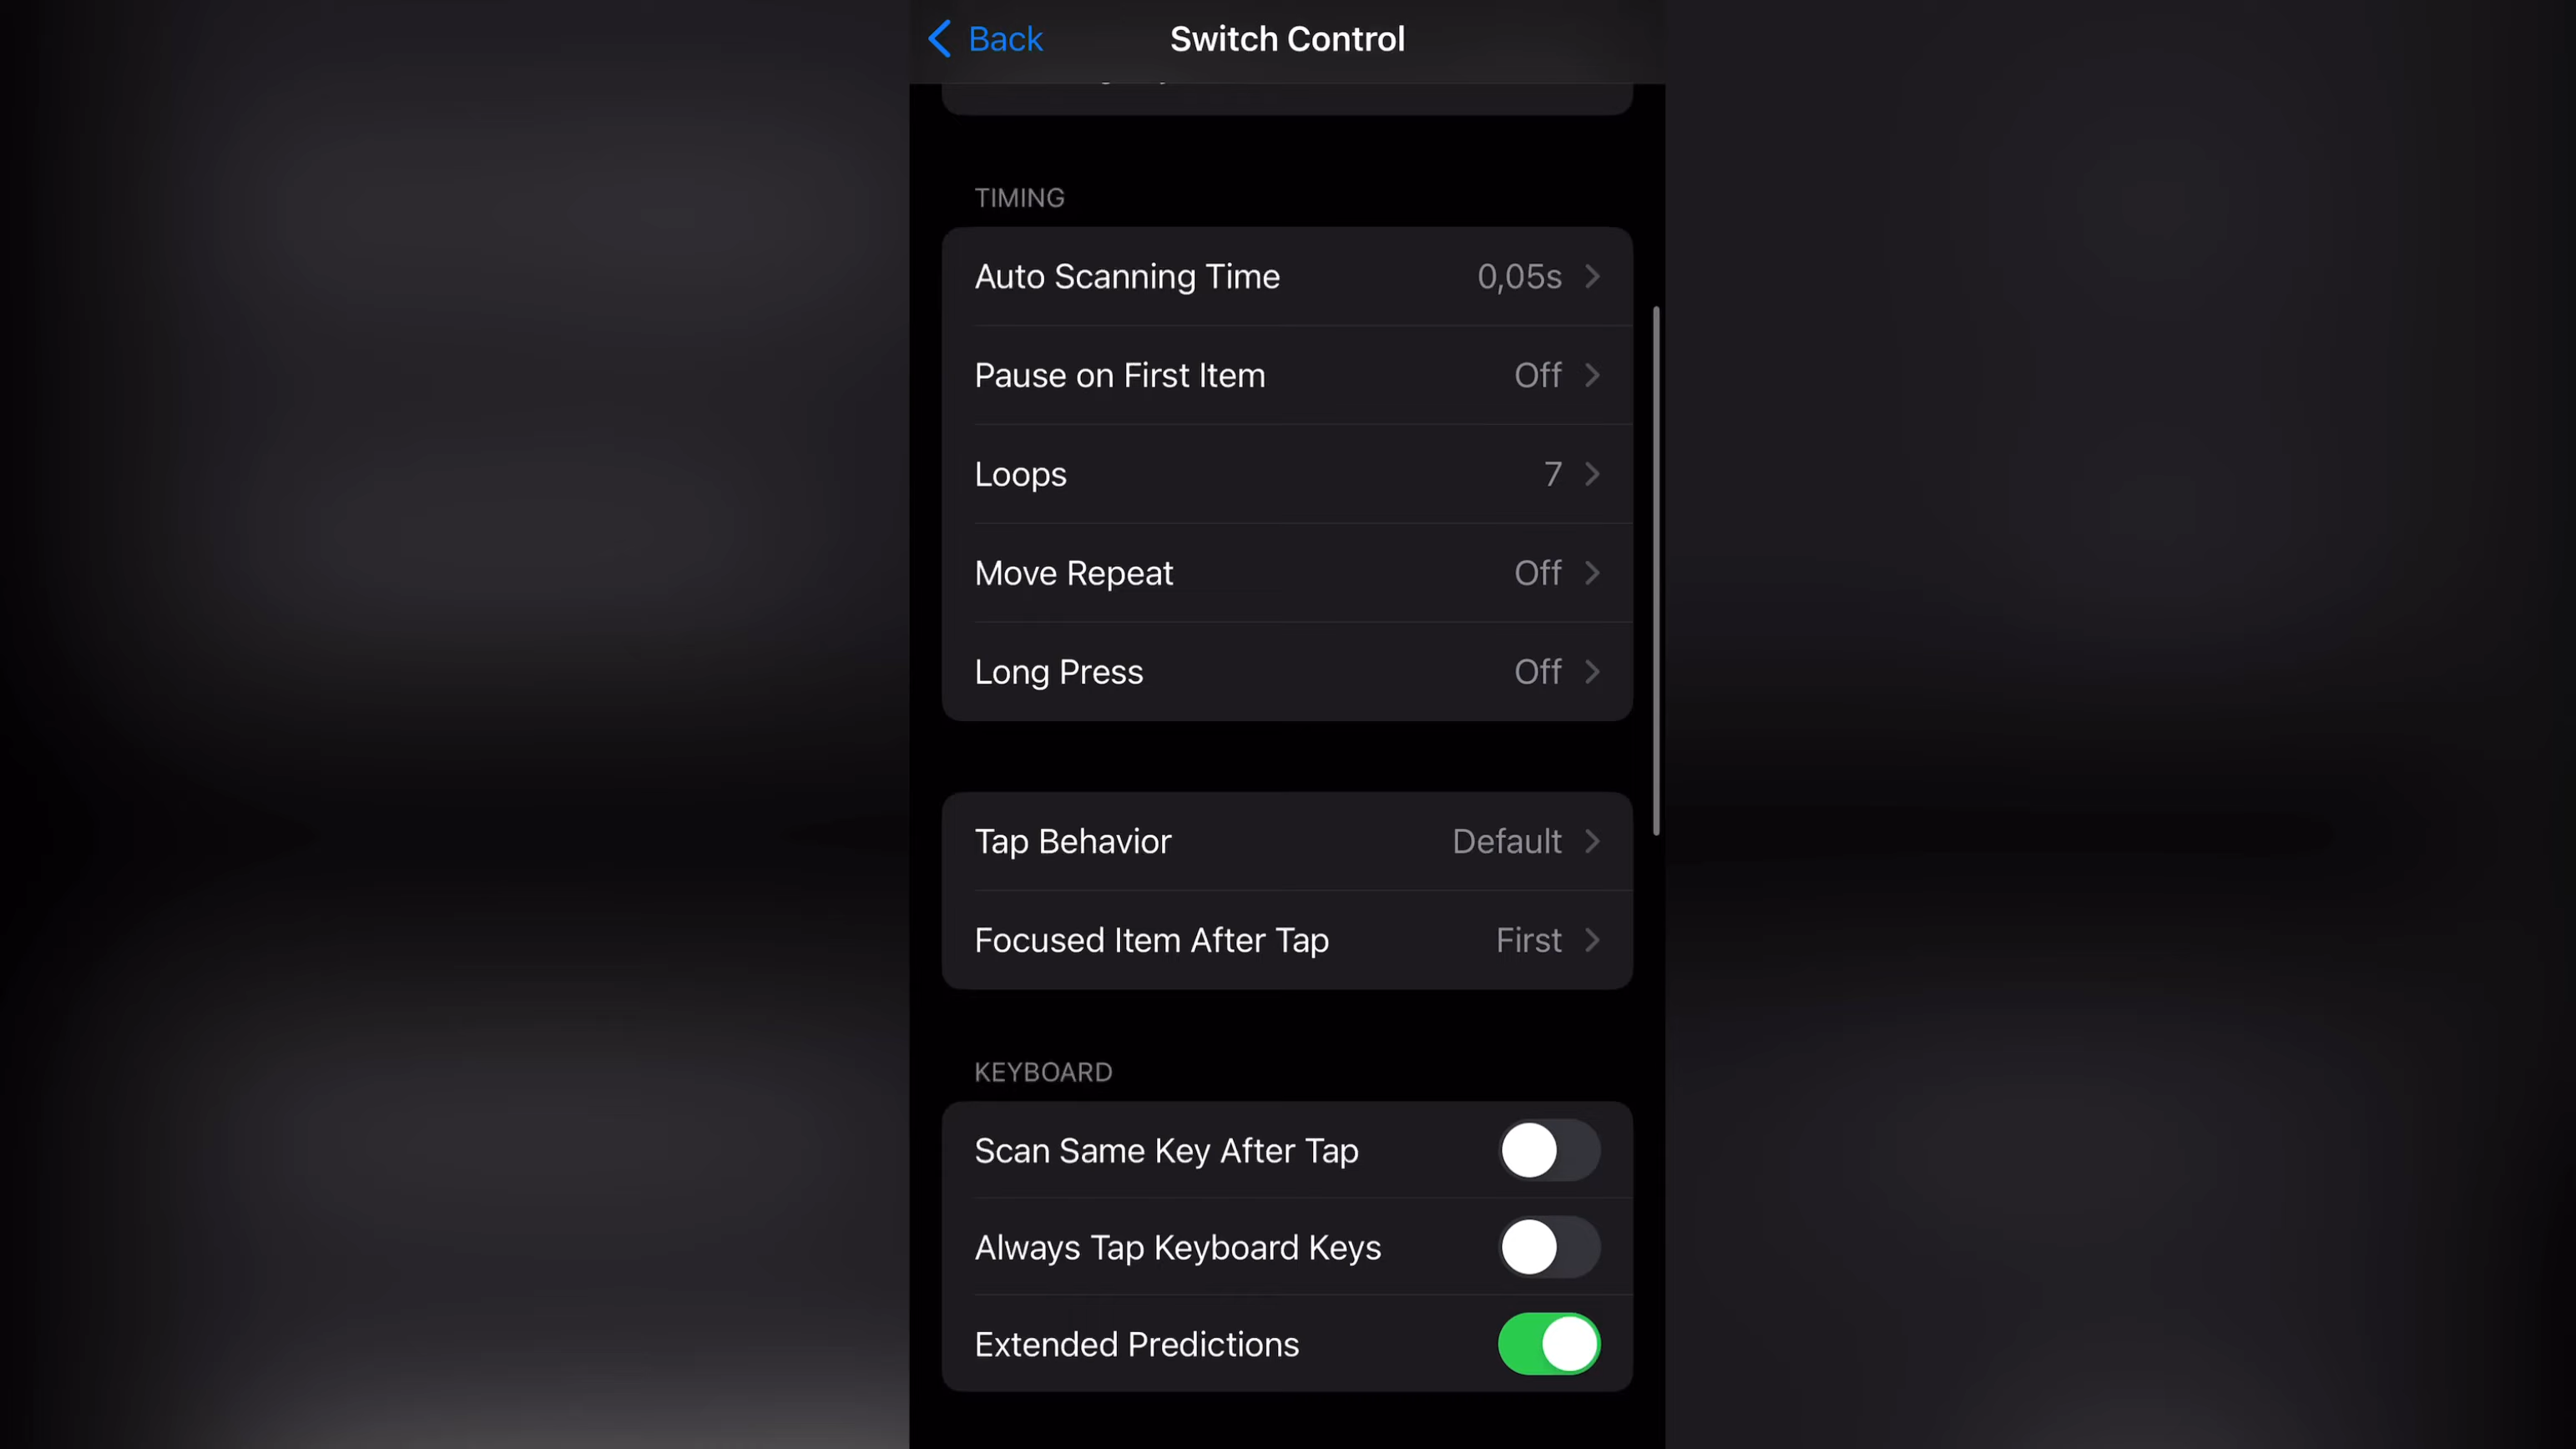 Back
Switch Control
TIMING
Auto Scanning Time 0,05s
Pause on First Item Off
Loops 7
Move Repeat Off
Long Press Off
Tap Behavior Default
Focused Item After Tap First
KEYBOARD
Scan Same Key After Tap
Always Tap Keyboard Keys
Extended Predictions